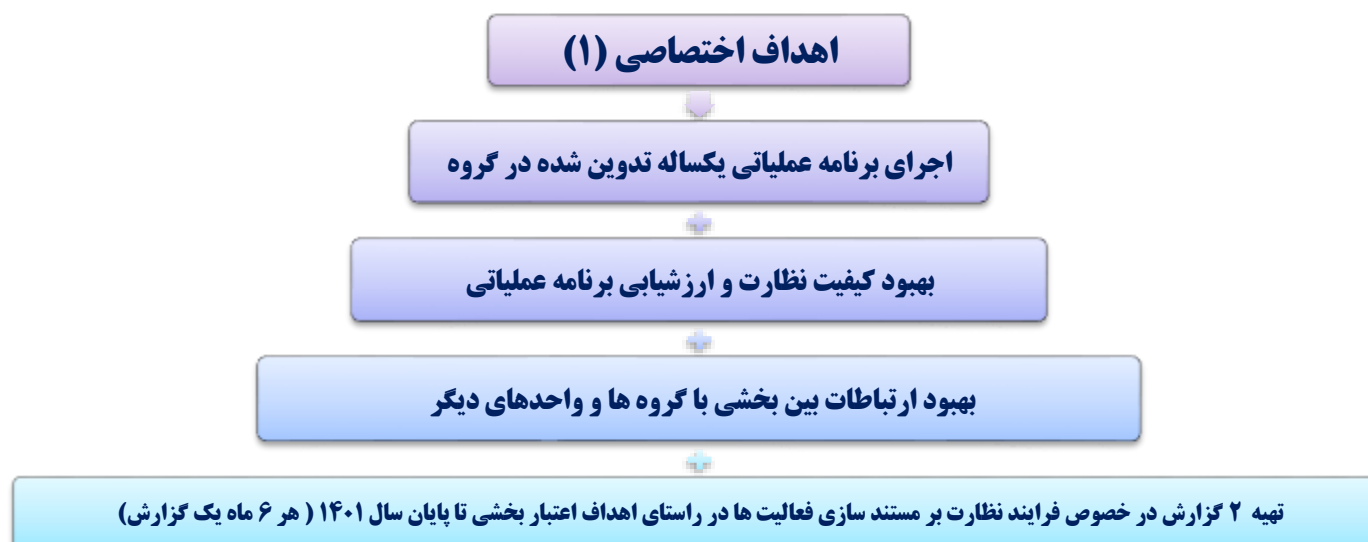 اهداف اختصاصی (۱)
اجرای برنامه عملیاتی یکساله تدوین شده در گروه
بهبود کیفیت نظارت و ارزشیابی برنامه عملیاتی
بهبود ارتباطات بین بخشی با گروه ها و واحدهای دیگر
تهیه ۲ گزارش در خصوص فرایند نظارت بر مستند سازی فعالیت ها در راستای اهداف اعتبار بخشی تا پایان سال ۱۴۰۱ ( هر ۶ ماه یک گزارش)